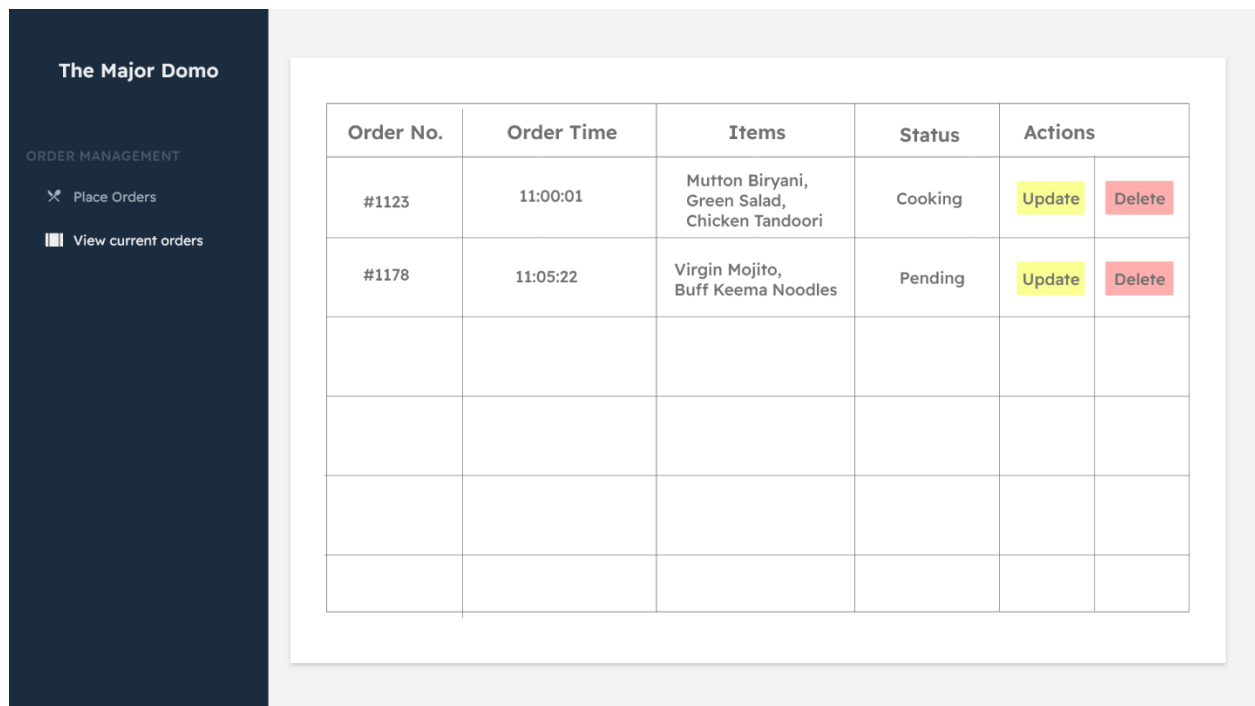 The Major Domo
ORDER MANAGEMENT
Place Orders
View current orders
Order No. Order Time Items Status Actions
#1123 11:00:01 Mutton Biryani,
Green Salad,
Chicken Tandoori Cooking Update Delete
#1178 11:05:22 Virgin Mojito,
Buff Keema Noodles Pending Update Delete